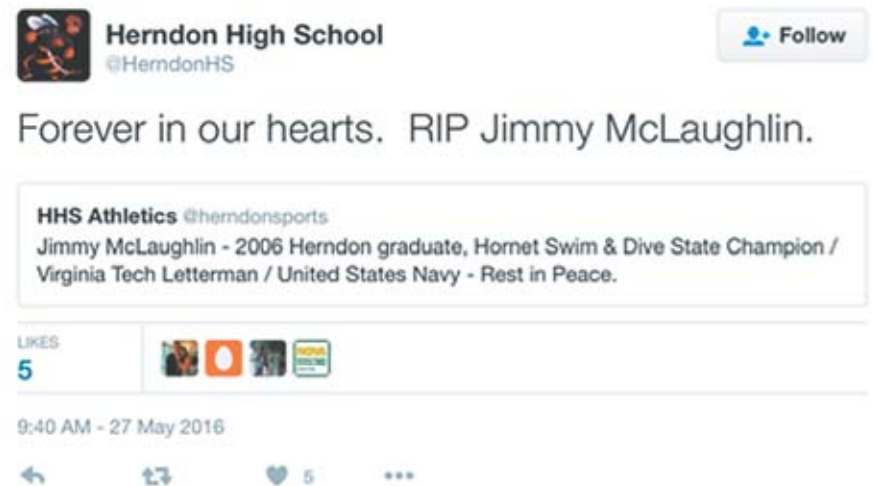 Herndon High School
@HerndonHS
Follow
Forever in our hearts. RIP Jimmy McLaughlin.
HHS Athletics @herndonsports
Jimmy McLaughlin - 2006 Herndon graduate, Hornet Swim & Dive State Champion /
Virginia Tech Letterman / United States Navy - Rest in Peace.
LIKES
5
9:40 AM - 27 May 2016
5